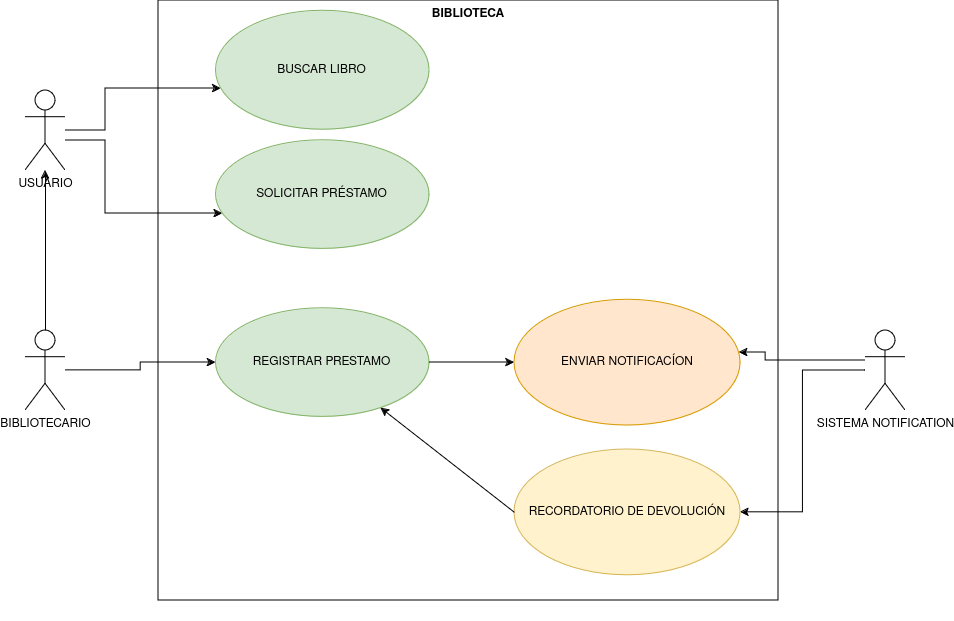 BIBLIOTECA
BUSCAR LIBRO
USUARIO
SOLICITAR PRÉSTAMO
REGISTRAR PRESTAMO
ENVIAR NOTIFICACÍON
BIBLIOTECARIO
SISTEMA NOTIFICATION
RECORDATORIO DE DEVOLUCIÓN